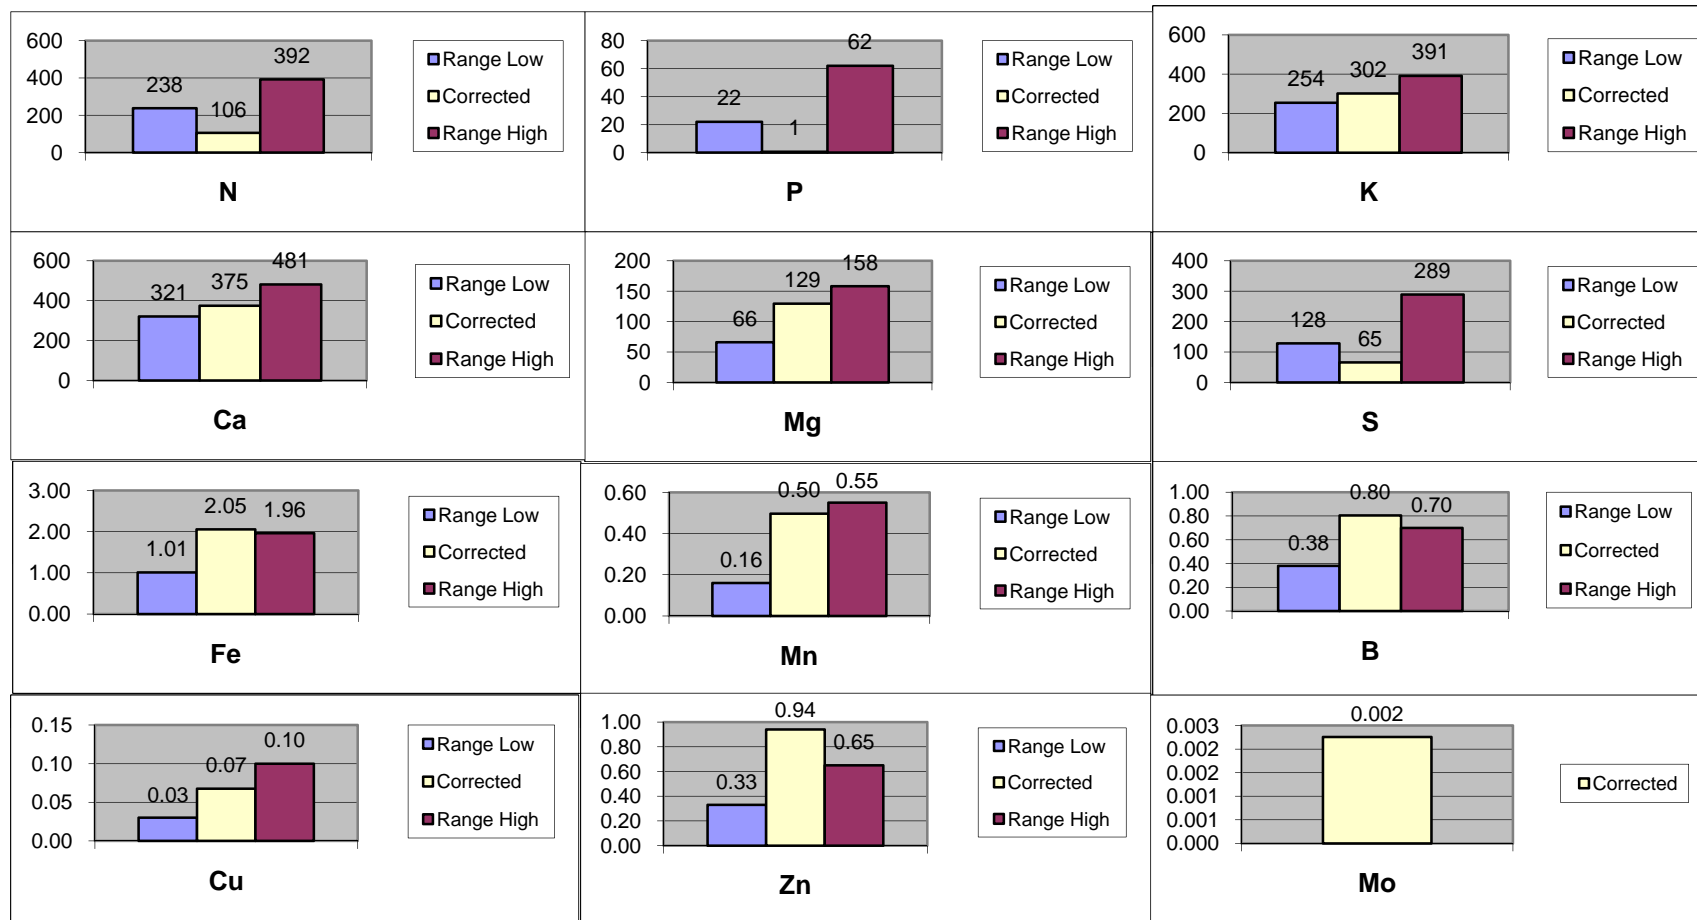 600
400
200
0
238
106
392
N
Range Low
Corrected
Range High
80
60
40
20
0
22
1
62
P
Range Low
Corrected
Range High
600
400
200
0
254
302
391
K
Range Low
Corrected
Range High
600
400
200
0
321
375
481
Ca
Range Low
Corrected
Range High
200
150
100
50
0
66
129
158
Mg
Range Low
Corrected
Range High
400
300
200
100
0
128
65
289
S
Range Low
Corrected
Range High
3.00
2.00
1.00
0.00
1.01
2.05
1.96
Fe
Range Low
Corrected
Range High
0.60
0.40
0.20
0.00
0.16
0.50
0.55
Mn
Range Low
Corrected
Range High
1.00
0.80
0.60
0.40
0.20
0.00
0.38
0.80
0.70
B
Range Low
Corrected
Range High
0.15
0.10
0.05
0.00
0.03
0.07
0.10
Cu
Range Low
Corrected
Range High
1.00
0.80
0.60
0.40
0.20
0.00
0.33
0.94
0.65
Zn
Range Low
Corrected
Range High
0.003
0.002
0.002
0.001
0.001
0.000
0.002
Mo
Corrected